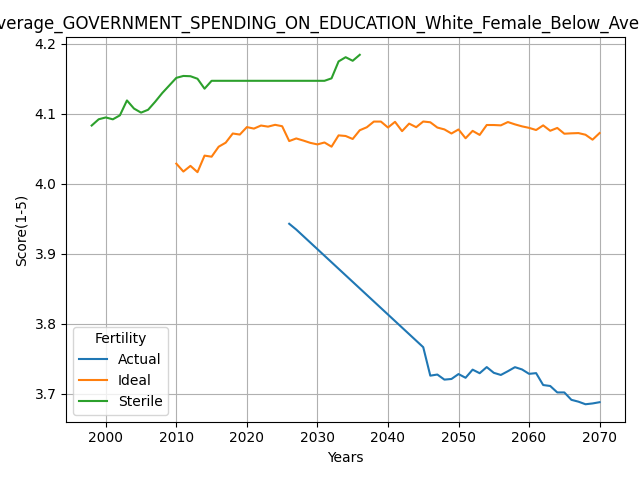 verage_GOVERNMENT_SPENDING_ON_EDUCATION_White_Female_Below_Ave
4.2
4.1
4.0
3.9
3.8
3.7
Score(1-5)
Fertility
Actual
Ideal
Sterile
2000 2010 2020 2030 2040 2050 2060 2070
Years